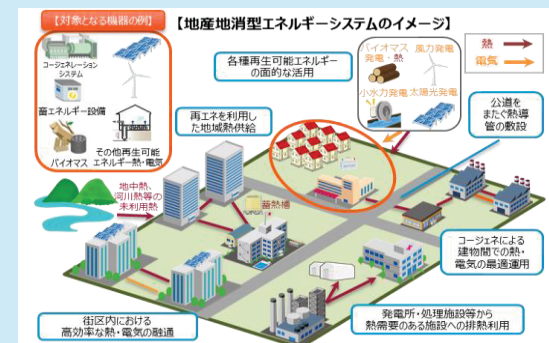 【対象となる機器の例】
【地産地消型エネルギーシステムのイメージ】
コージェネレーション
システム
蓄エネルギー設備
バイオマス
その他再生可能
エネルギー熱・電気
各種再生可能エネルギー
の面的な活用
バイオマス
発電・熱
風力発電
小水力発電
太陽光発電
熱
電気
再エネを利用し
た地域熱供給
公道を
またぐ熱導
管の敷設
地中熱、
河川熱等の
未利用熱
蓄熱槽
コージェネによる
建物間での熱・
電気の最適運用
街区内における
高効率な熱・電気の融通
発電所・処理施設等から
熱需要のある施設への排熱利用